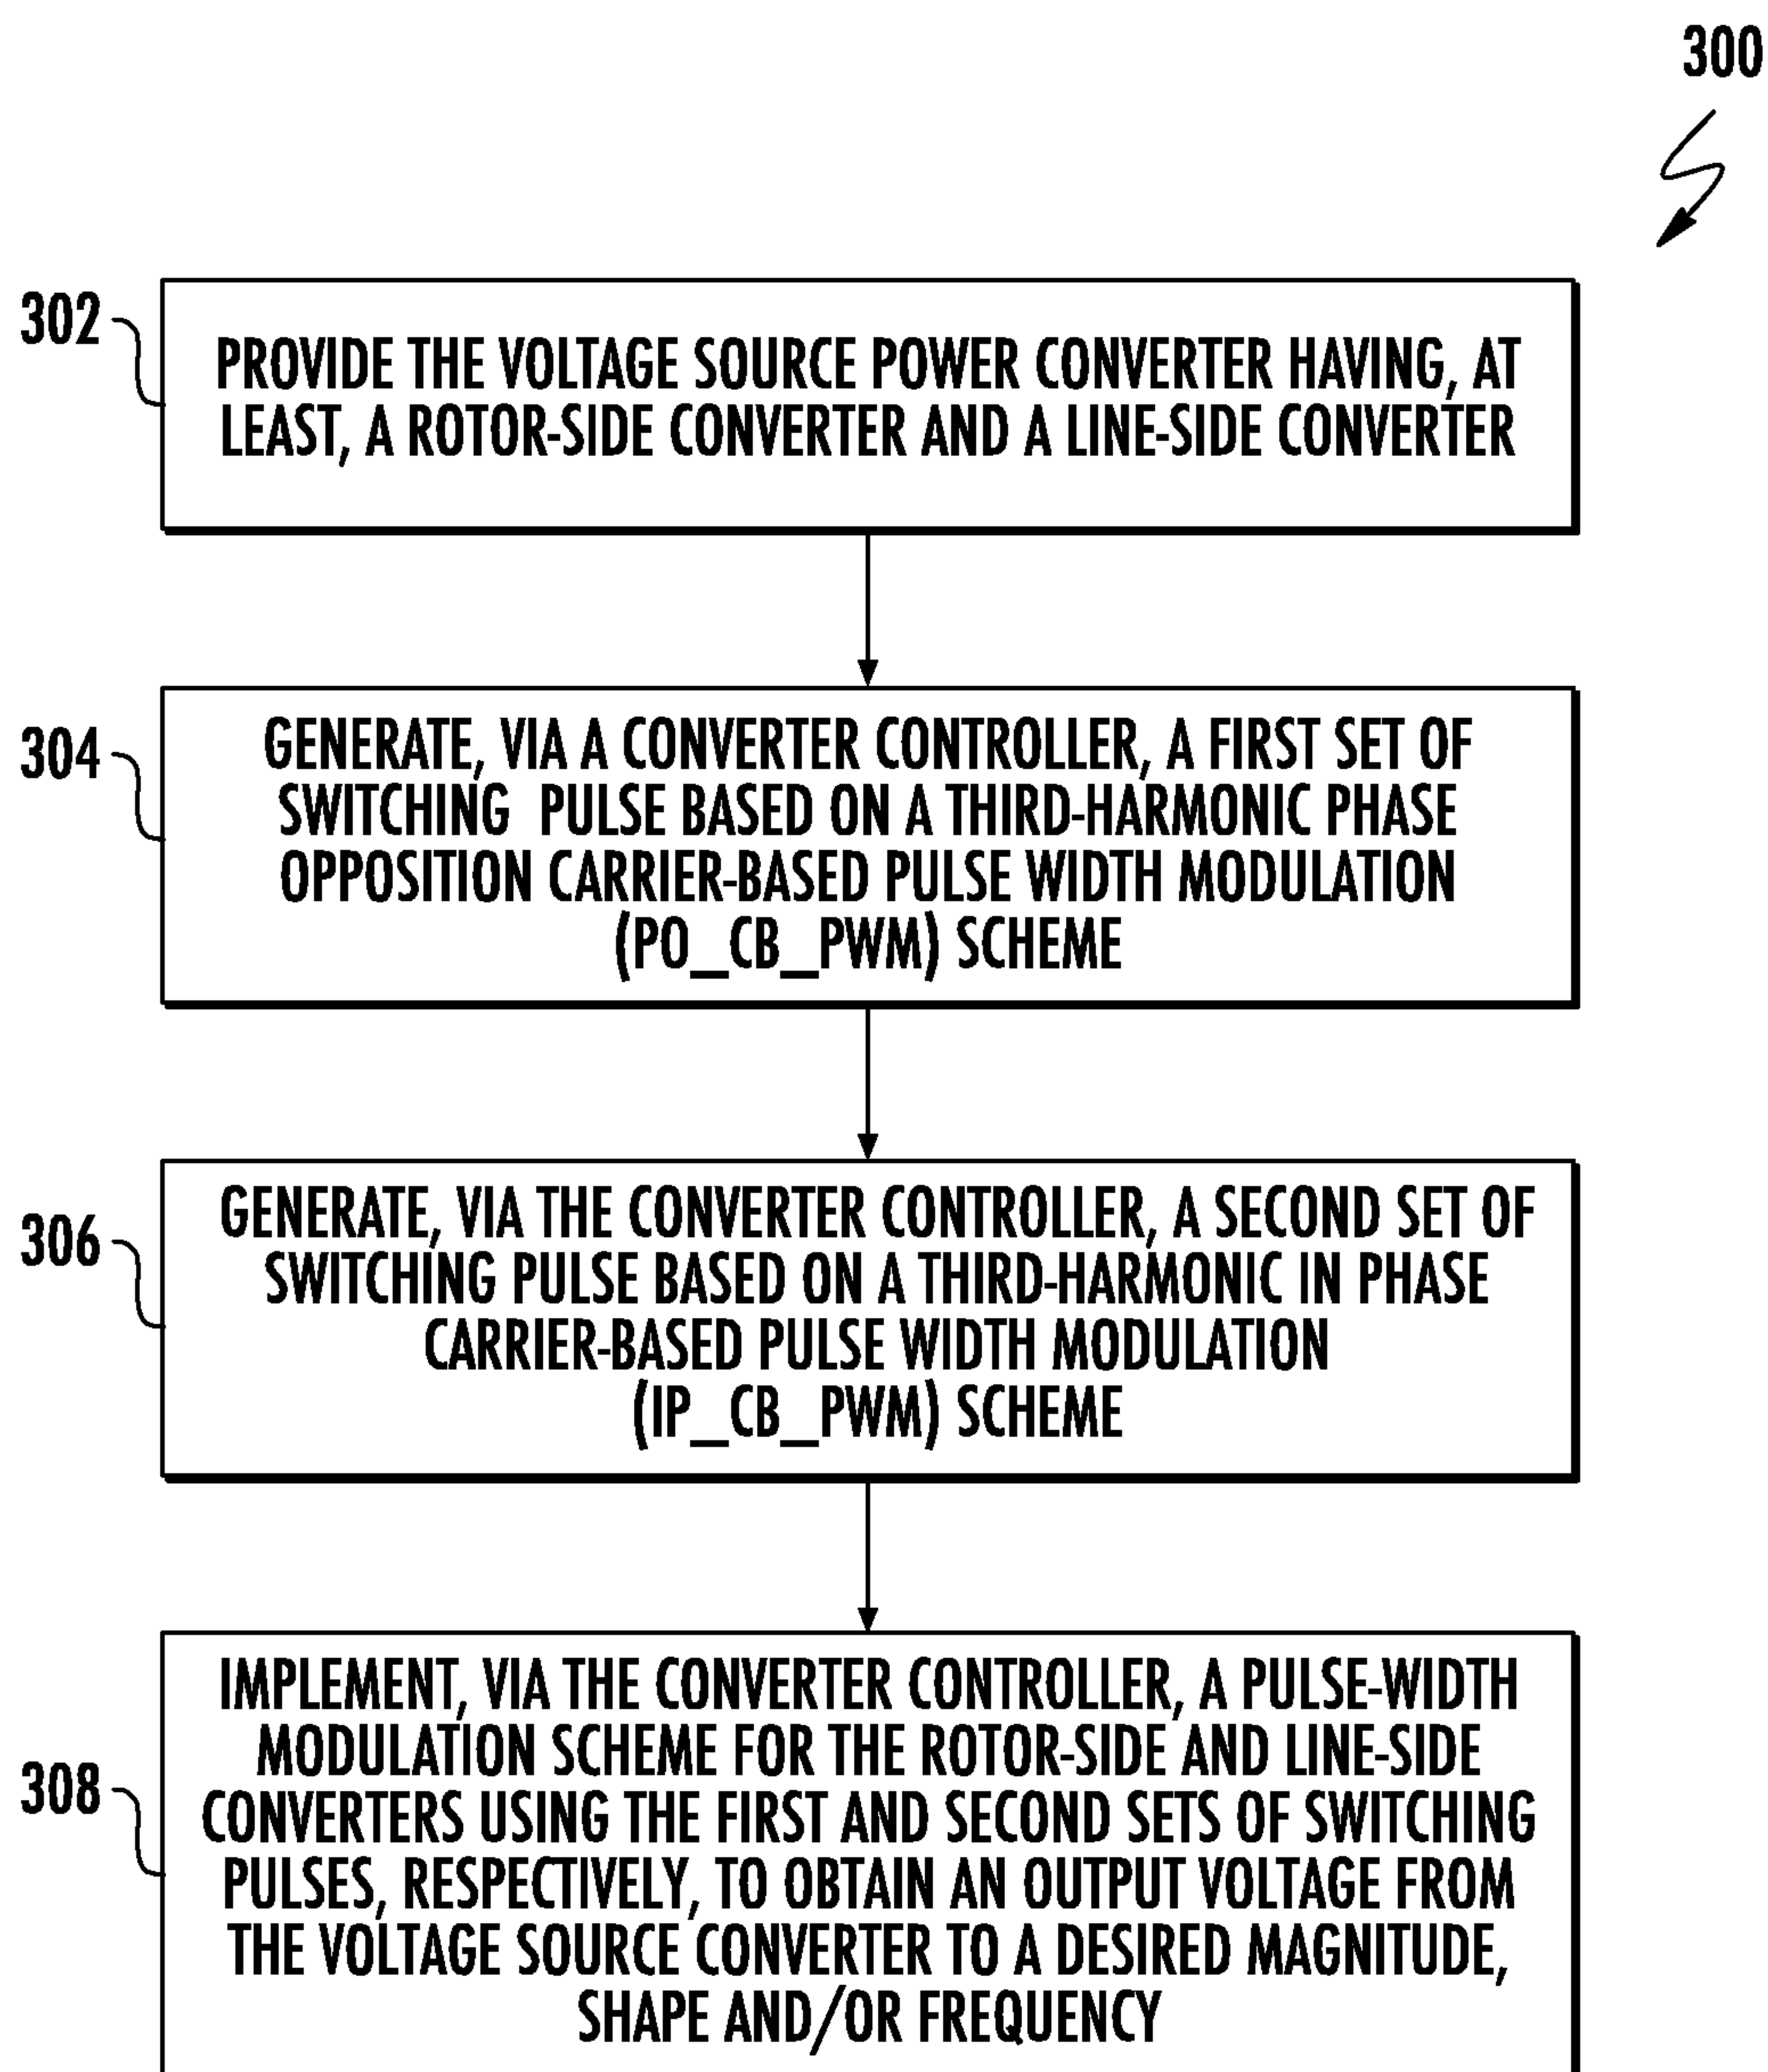 300
302
PROVIDE THE VOLTAGE SOURCE POWER CONVERTER HAVING, AT
LEAST, A ROTOR-SIDE CONVERTER AND A LINE-SIDE CONVERTER
304
GENERATE, VIA A CONVERTER CONTROLLER, A FIRST SET OF
SWITCHING PULSE BASED ON A THIRD-HARMONIC PHASE
OPPOSITION CARRIER-BASED PULSE WIDTH MODULATION
(PO_CB_PWM) SCHEME
306
GENERATE, VIA THE CONVERTER CONTROLLER, A SECOND SET OF
SWITCHING PULSE BASED ON A THIRD-HARMONIC IN PHASE
CARRIER-BASED PULSE WIDTH MODULATION
(IP_CB_PWM) SCHEME
308
IMPLEMENT, VIA THE CONVERTER CONTROLLER, A PULSE-WIDTH
MODULATION SCHEME FOR THE ROTOR-SIDE AND LINE-SIDE
CONVERTERS USING THE FIRST AND SECOND SETS OF SWITCHING
PULSES, RESPECTIVELY, TO OBTAIN AN OUTPUT VOLTAGE FROM
THE VOLTAGE SOURCE CONVERTER TO A DESIRED MAGNITUDE,
SHAPE AND/OR FREQUENCY